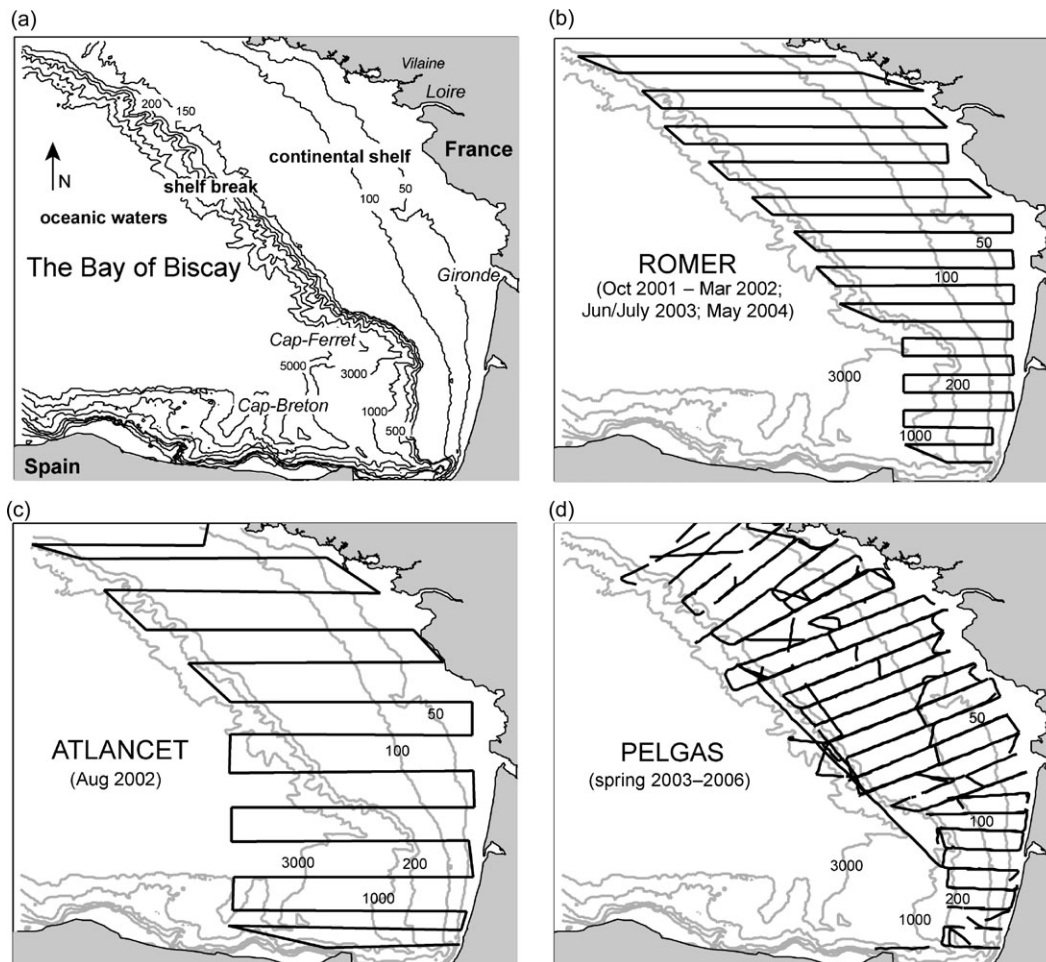 (a)
200
150
Vilaine
Loire
France
continental shelf
50
100
N
shelf break
oceanic waters
The Bay of Biscay
Gironde
Cap-Ferret
5000
3000
Cap-Breton
1000
500
Spain
(b)
50
ROMER
100
(Oct 2001 – Mar 2002;
Jun/July 2003; May 2004)
3000
200
1000
(c)
50
ATLANCET
100
(Aug 2002)
3000
200
1000
(d)
50
PELGAS
(spring 2003–2006)
100
3000
200
1000